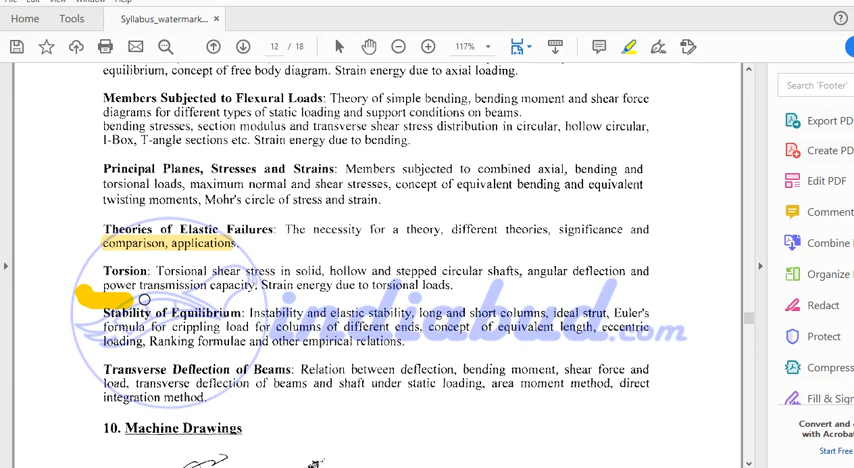 File Edit View Window Help
Home Tools Syllabus_watermark... ×
12 / 18 117%
equilibrium, concept of free body diagram. Strain energy due to axial loading.
Members Subjected to Flexural Loads: Theory of simple bending, bending moment and shear force
diagrams for different types of static loading and support conditions on beams.
bending stresses, section modulus and transverse shear stress distribution in circular, hollow circular,
I-Box, T-angle sections etc. Strain energy due to bending.
Principal Planes, Stresses and Strains: Members subjected to combined axial, bending and
torsional loads, maximum normal and shear stresses, concept of equivalent bending and equivalent
twisting moments, Mohr's circle of stress and strain.
Theories of Elastic Failures: The necessity for a theory, different theories, significance and
comparison, applications.
Torsion: Torsional shear stress in solid, hollow and stepped circular shafts, angular deflection and
power transmission capacity. Strain energy due to torsional loads.
Stability of Equilibrium: Instability and elastic stability, long and short columns, ideal strut, Euler's
formula for crippling load for columns of different ends, concept of equivalent length, eccentric
loading, Ranking formulae and other empirical relations.
Transverse Deflection of Beams: Relation between deflection, bending moment, shear force and
load, transverse deflection of beams and shaft under static loading, area moment method, direct
integration method.
10. Machine Drawings
indiabud.com
Search 'Footer'
Export PD
Create PD
Edit PDF
Comment
Combine
Organize
Redact
Protect
Compress
Fill & Sign
Convert and e
with Acrobat
Start Free